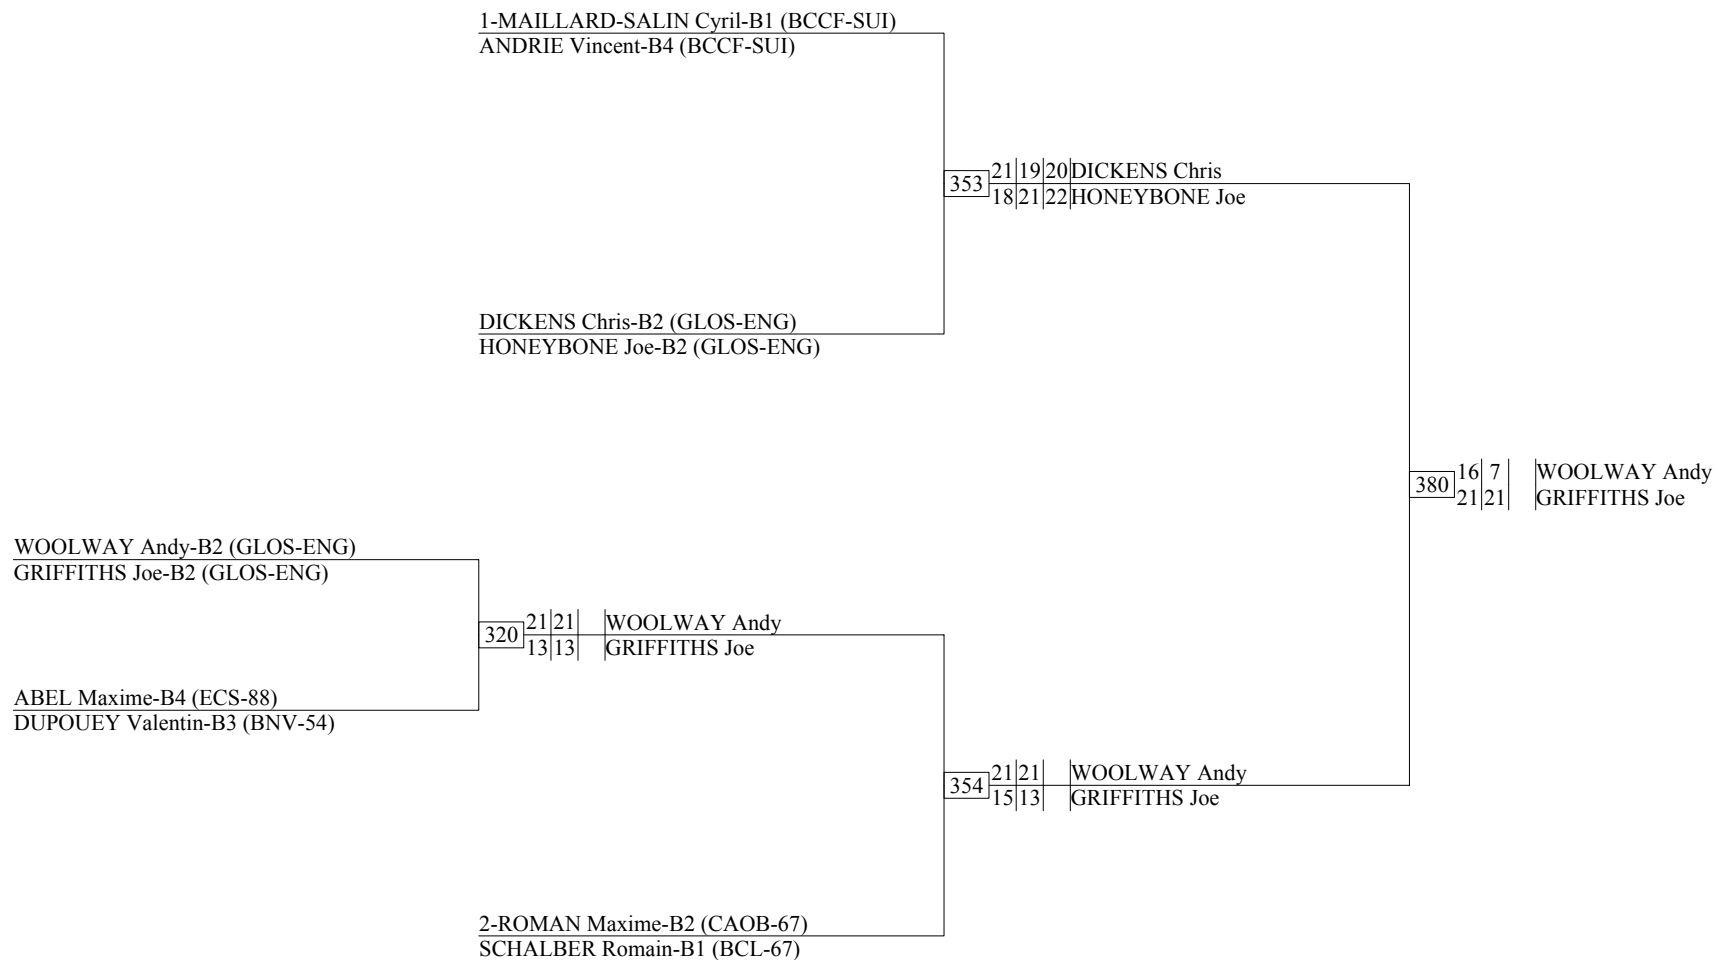 1-MAILLARD-SALIN Cyril-B1 (BCCF-SUI)
ANDRIE Vincent-B4 (BCCF-SUI)
353 21 19 20 DICKENS Chris
18 21 22 HONEYBONE Joe
DICKENS Chris-B2 (GLOS-ENG)
HONEYBONE Joe-B2 (GLOS-ENG)
380 16 7 WOOLWAY Andy
21 21 GRIFFITHS Joe
WOOLWAY Andy-B2 (GLOS-ENG)
GRIFFITHS Joe-B2 (GLOS-ENG)
320 21 21 WOOLWAY Andy
13 13 GRIFFITHS Joe
ABEL Maxime-B4 (ECS-88)
DUPOUEY Valentin-B3 (BNV-54)
354 21 21 WOOLWAY Andy
15 13 GRIFFITHS Joe
2-ROMAN Maxime-B2 (CAOB-67)
SCHALBER Romain-B1 (BCL-67)